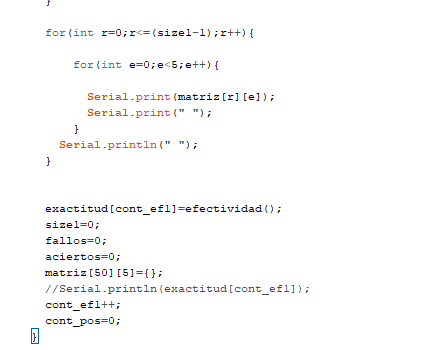 }
for(int r=0;r<=(size1-1);r++){
for(int e=0;e<5;e++){
Serial.print(matriz[r][e]);
Serial.print(" ");
}
Serial.println(" ");
}
exactitud[cont_ef1]=efectividad();
size1=0;
fallos=0;
aciertos=0;
matriz[50][5]={};
//Serial.println(exactitud[cont_ef1]);
cont_ef1++;
cont_pos=0;
}